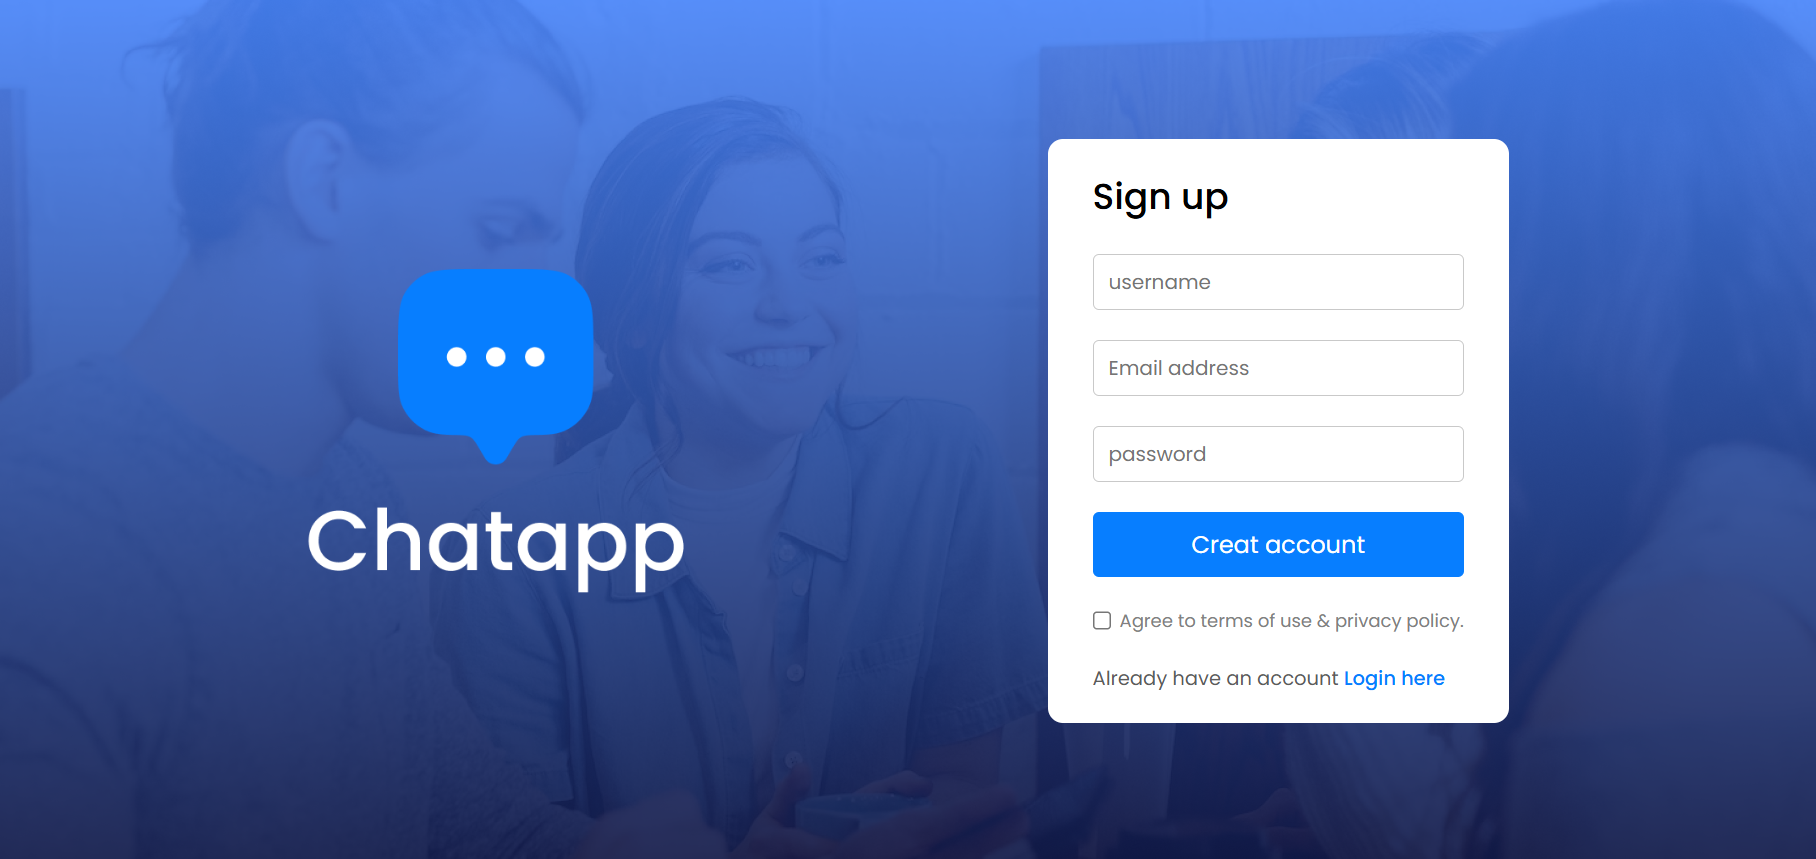 Chatapp
Sign up
username
Email address
password
Creat account
Agree to terms of use & privacy policy.
Already have an account Login here